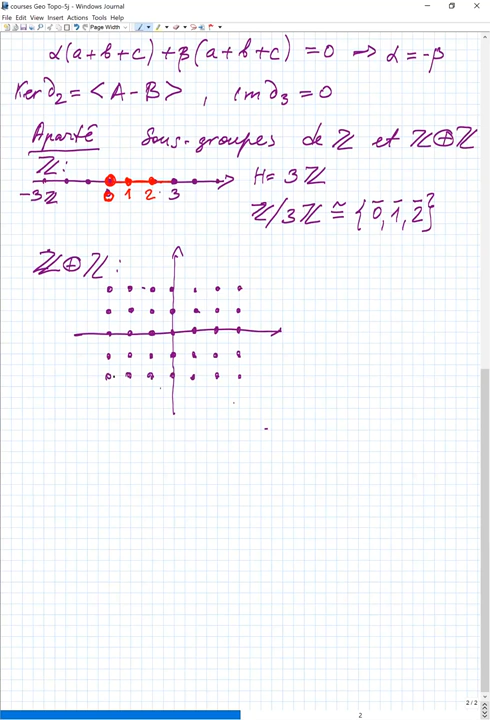 courses Geo Topo-5j - Windows Journal
File Edit View Insert Actions Tools Help
Page Width
α(a+b+c) + β(a+b+c) = 0 → α = -β
Ker ∂₂ = <A - B> , Im ∂₃ = 0
Aparté Sous-groupes de ℤ et ℤ⊕ℤ
ℤ: H = 3ℤ
-3ℤ 0 1 2 3
ℤ/3ℤ ≅ {0̄, 1̄, 2̄}
ℤ⊕ℤ:
2 / 2
2